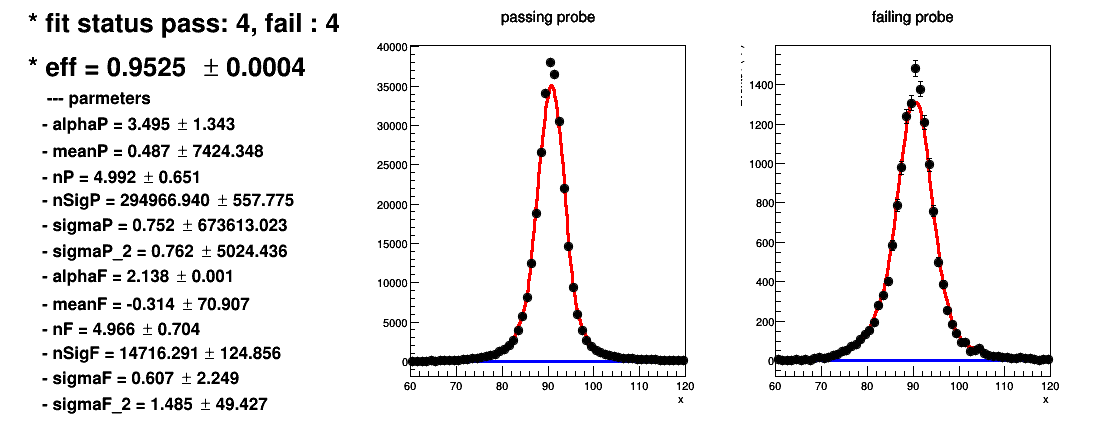 * fit status pass: 4, fail : 4
* eff = 0.9525 ± 0.0004
--- parmeters
- alphaP = 3.495 ± 1.343
- meanP = 0.487 ± 7424.348
- nP = 4.992 ± 0.651
- nSigP = 294966.940 ± 557.775
- sigmaP = 0.752 ± 673613.023
- sigmaP_2 = 0.762 ± 5024.436
- alphaF = 2.138 ± 0.001
- meanF = -0.314 ± 70.907
- nF = 4.966 ± 0.704
- nSigF = 14716.291 ± 124.856
- sigmaF = 0.607 ± 2.249
- sigmaF_2 = 1.485 ± 49.427
passing probe
40000
35000
30000
25000
20000
15000
10000
5000
0
60 70 80 90 100 110 120
x
failing probe
1400
1200
1000
800
600
400
200
0
60 70 80 90 100 110 120
x